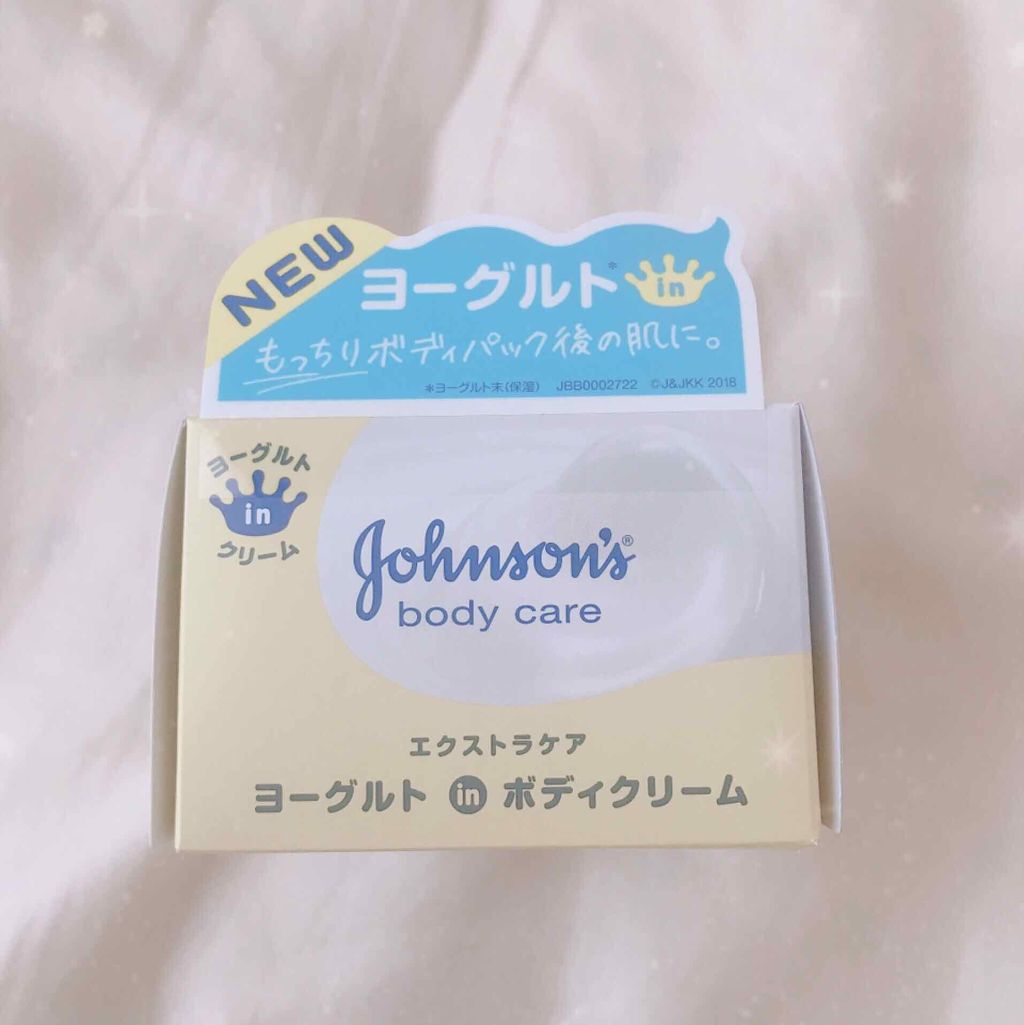 NEW
ヨーグルト* in
もっちりボディパック後の肌に。
*ヨーグルト末(保湿) JBB0002722 ©J&JKK 2018
ヨーグルト
in
クリーム
Johnson's®
body care
エクストラケア
ヨーグルト in ボディクリーム